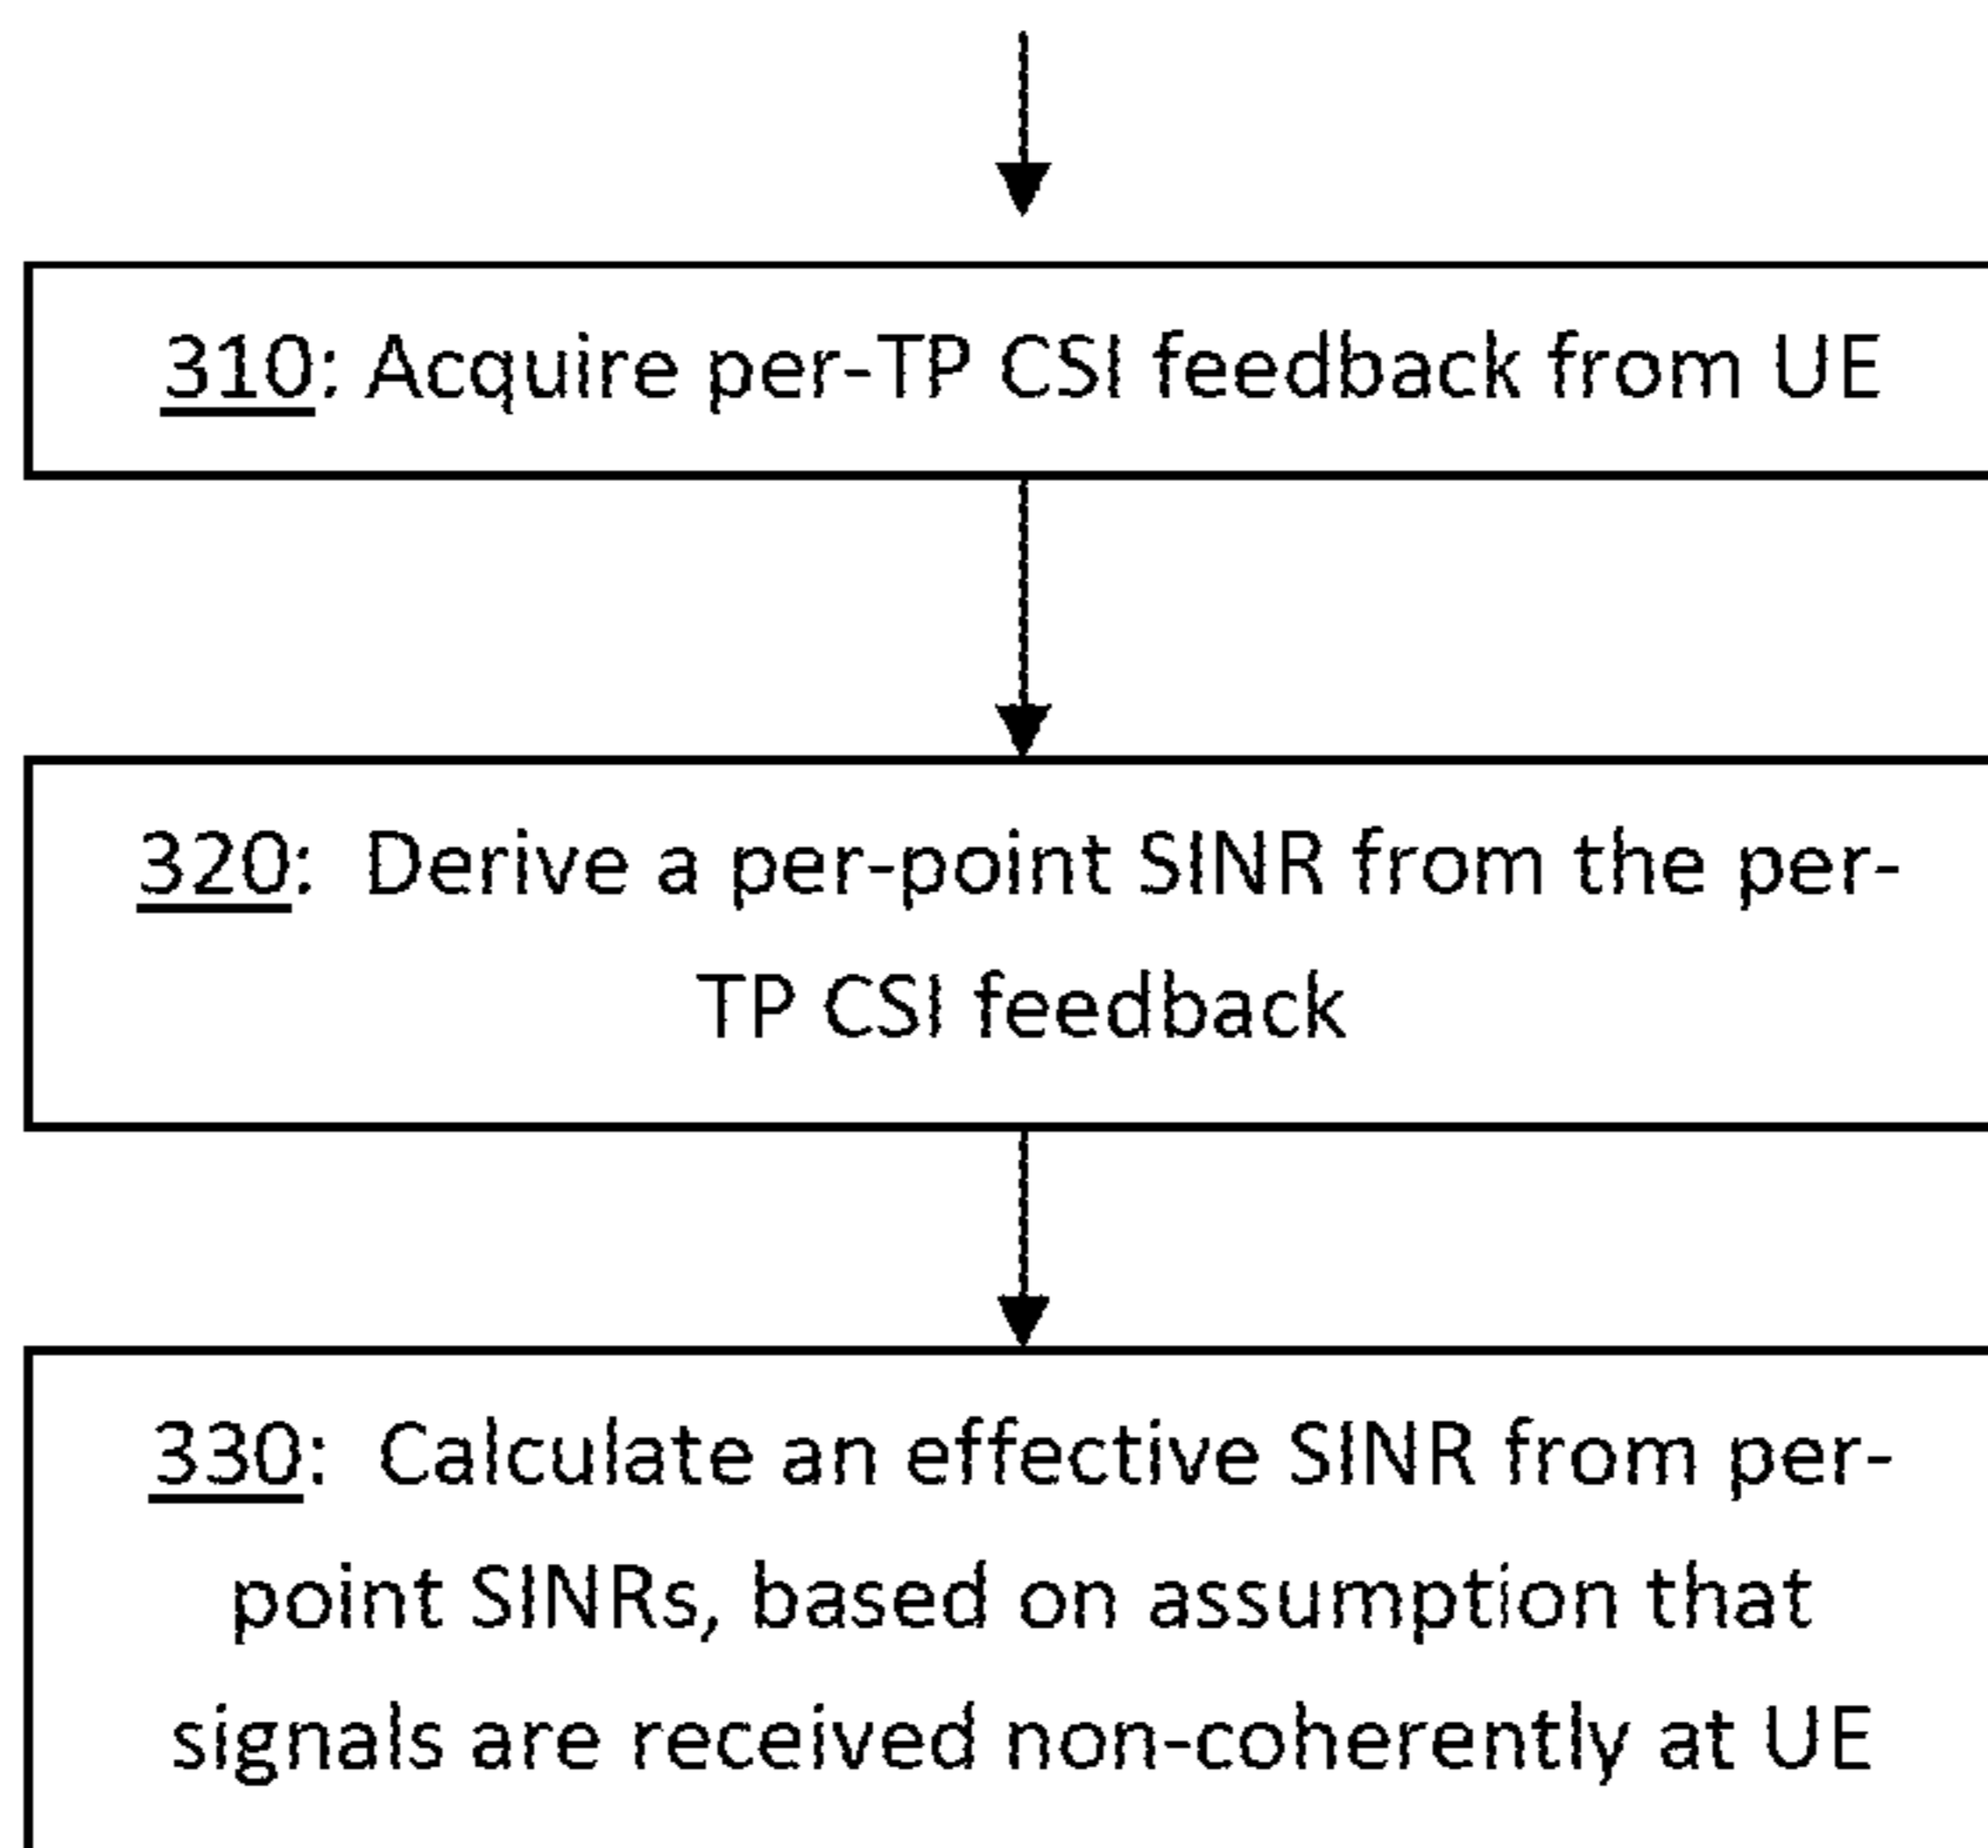 310: Acquire per-TP CSI feedback from UE
320: Derive a per-point SINR from the per-
TP CSI feedback
330: Calculate an effective SINR from per-
point SINRs, based on assumption that
signals are received non-coherently at UE